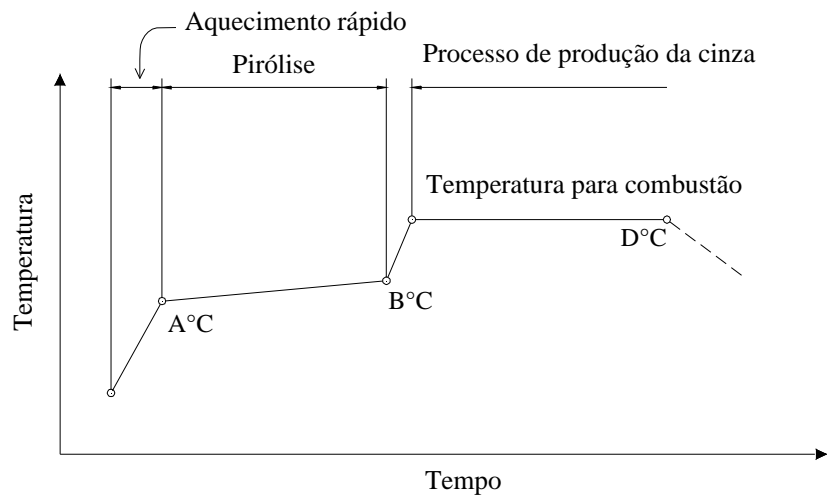 Aquecimento rápido
Pirólise
Processo de produção da cinza
Temperatura para combustão
D°C
B°C
A°C
Temperatura
Tempo